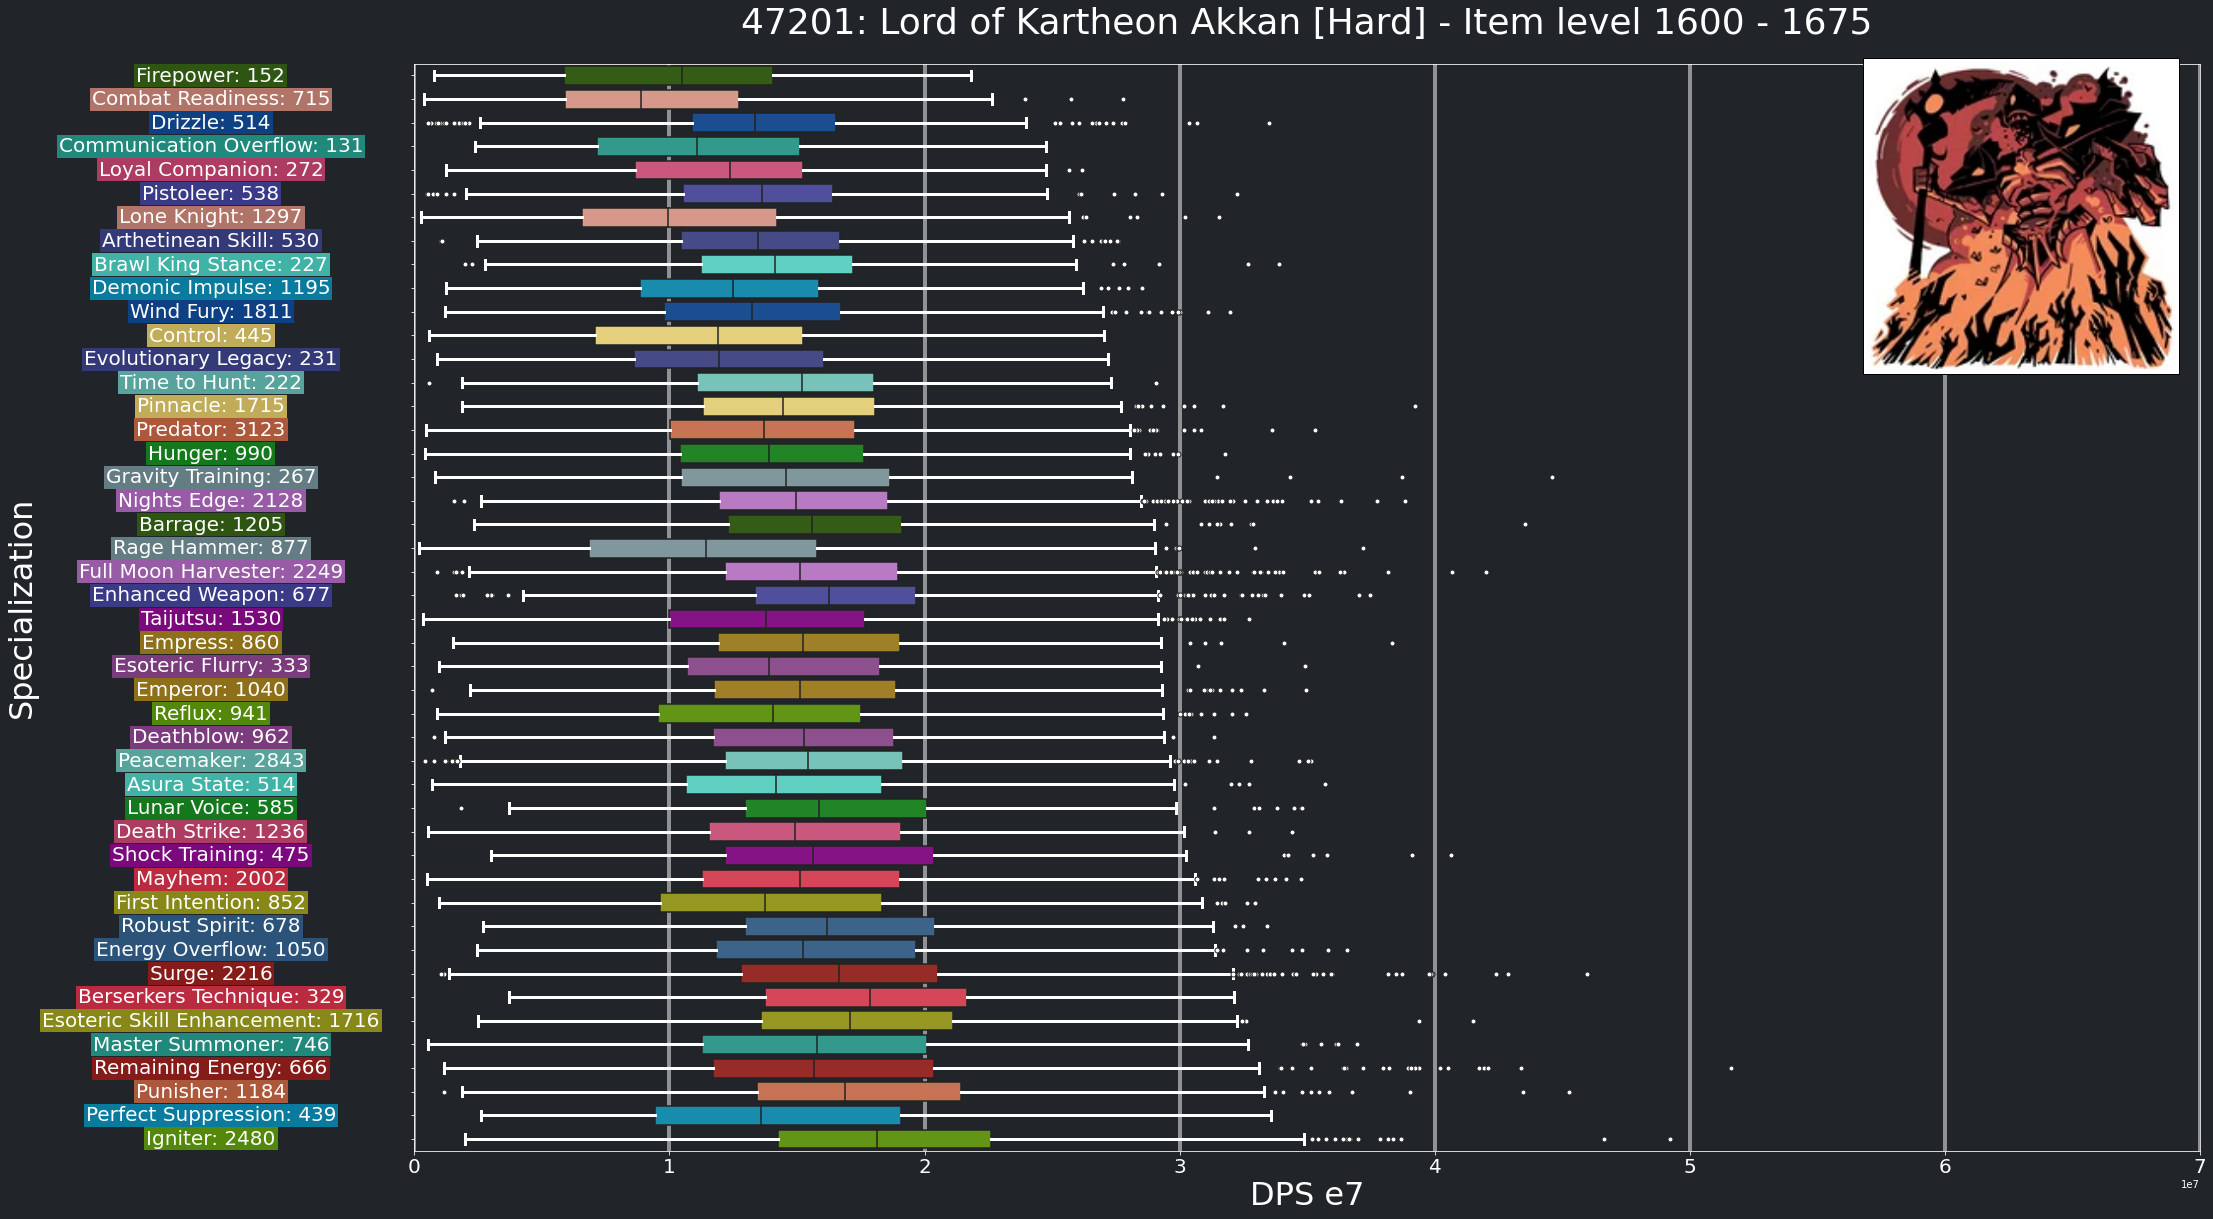 47201: Lord of Kartheon Akkan [Hard] - Item level 1600 - 1675
Specialization
Firepower: 152
Combat Readiness: 715
Drizzle: 514
Communication Overflow: 131
Loyal Companion: 272
Pistoleer: 538
Lone Knight: 1297
Arthetinean Skill: 530
Brawl King Stance: 227
Demonic Impulse: 1195
Wind Fury: 1811
Control: 445
Evolutionary Legacy: 231
Time to Hunt: 222
Pinnacle: 1715
Predator: 3123
Hunger: 990
Gravity Training: 267
Nights Edge: 2128
Barrage: 1205
Rage Hammer: 877
Full Moon Harvester: 2249
Enhanced Weapon: 677
Taijutsu: 1530
Empress: 860
Esoteric Flurry: 333
Emperor: 1040
Reflux: 941
Deathblow: 962
Peacemaker: 2843
Asura State: 514
Lunar Voice: 585
Death Strike: 1236
Shock Training: 475
Mayhem: 2002
First Intention: 852
Robust Spirit: 678
Energy Overflow: 1050
Surge: 2216
Berserkers Technique: 329
Esoteric Skill Enhancement: 1716
Master Summoner: 746
Remaining Energy: 666
Punisher: 1184
Perfect Suppression: 439
Igniter: 2480
0 1 2 3 4 5 6 7
1e7
DPS e7